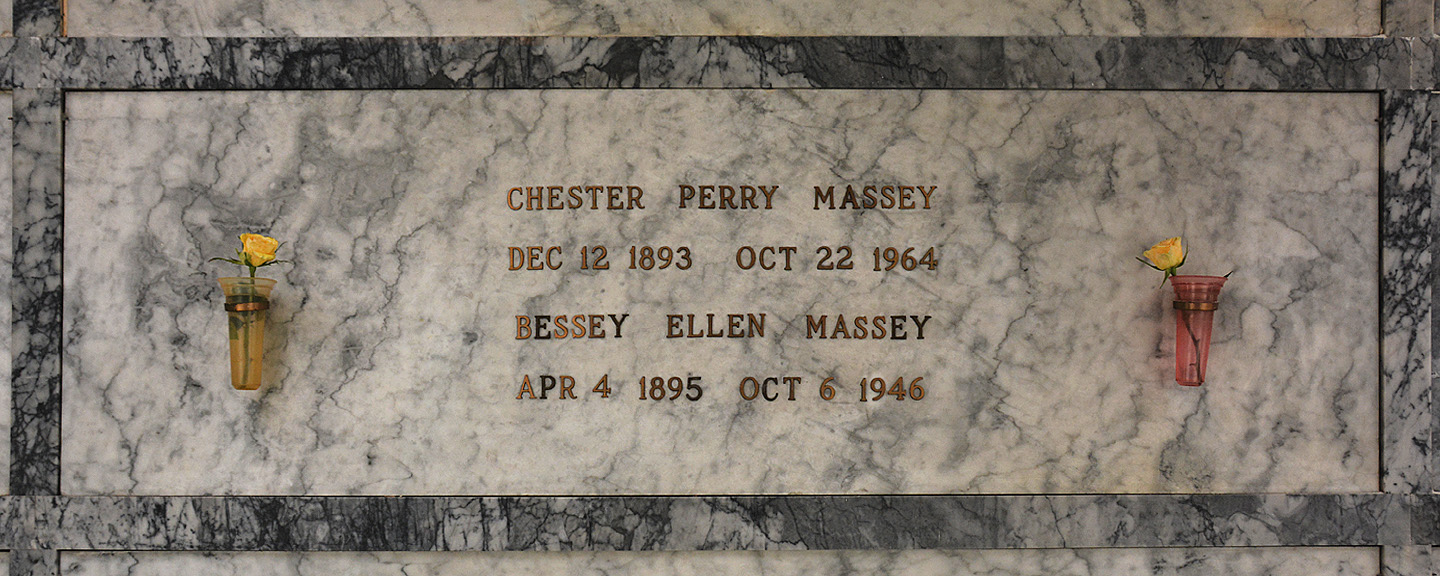 CHESTER PERRY MASSEY
DEC 12 1893 OCT 22 1964
BESSEY ELLEN MASSEY
APR 4 1895 OCT 6 1946